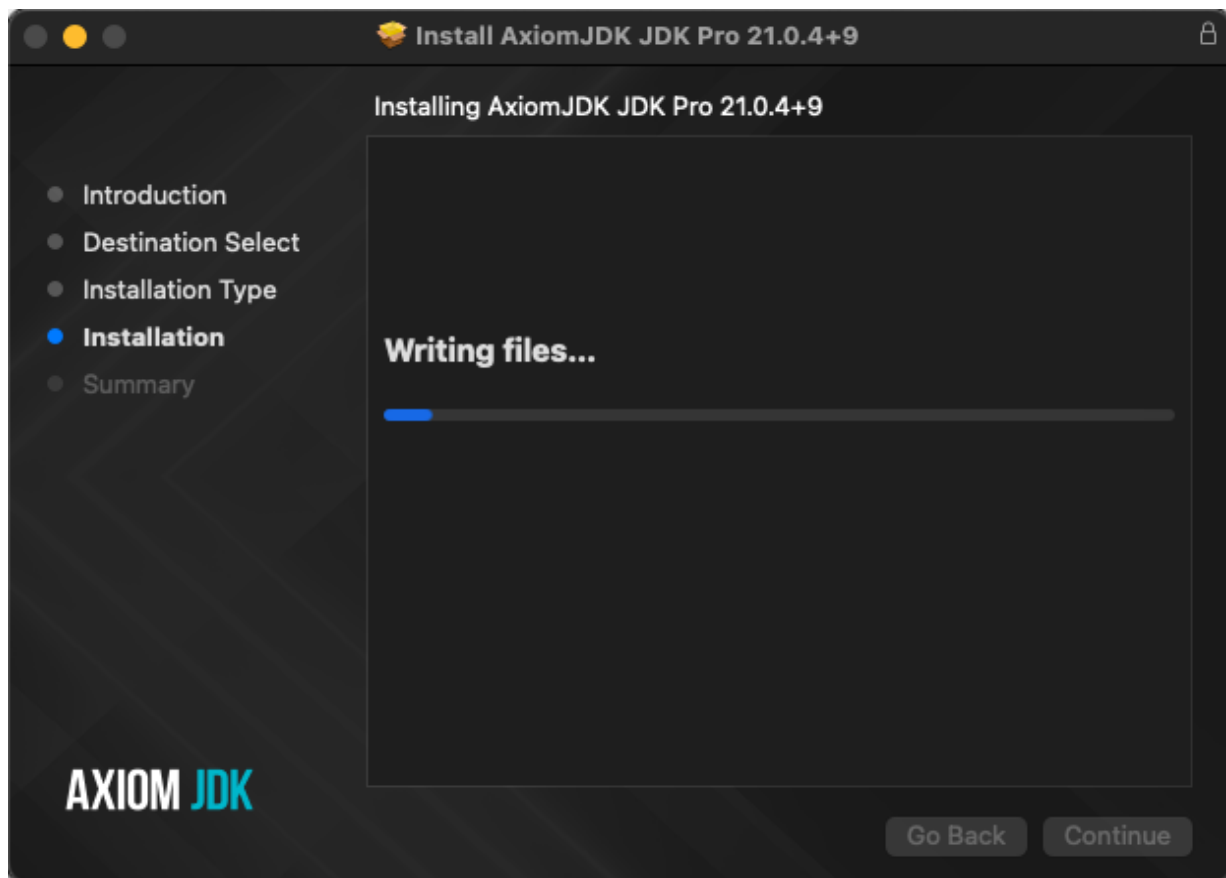 Install AxiomJDK JDK Pro 21.0.4+9
Installing AxiomJDK JDK Pro 21.0.4+9
Introduction
Destination Select
Installation Type
Installation
Summary
Writing files...
AXIOM JDK
Go Back
Continue